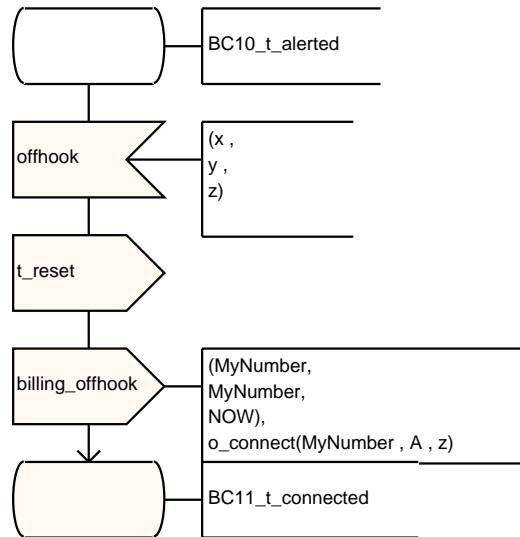 BC10_t_alerted
offhook
(x ,
y ,
z)
t_reset
billing_offhook
(MyNumber,
MyNumber,
NOW),
o_connect(MyNumber , A , z)
BC11_t_connected